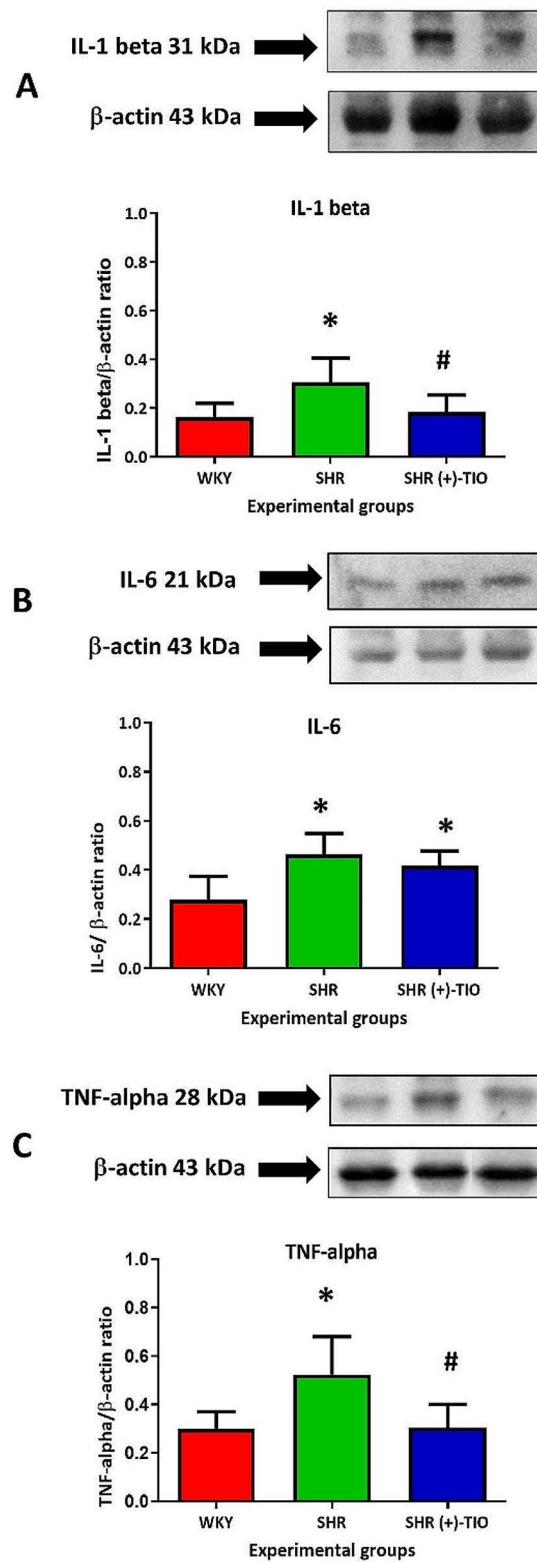 IL-1 beta 31 kDa
A
β-actin 43 kDa
IL-1 beta
IL-1 beta/β-actin ratio
1.0
0.8
0.6
0.4
0.2
0.0
*
#
WKY SHR SHR (+)-TIO
Experimental groups
IL-6 21 kDa
B
β-actin 43 kDa
IL-6
IL-6/ β-actin ratio
1.0
0.8
0.6
0.4
0.2
0.0
* *
WKY SHR SHR (+)-TIO
Experimental groups
TNF-alpha 28 kDa
C
β-actin 43 kDa
TNF-alpha
TNF-alpha/β-actin ratio
1.0
0.8
0.6
0.4
0.2
0.0
*
#
WKY SHR SHR (+)-TIO
Experimental groups